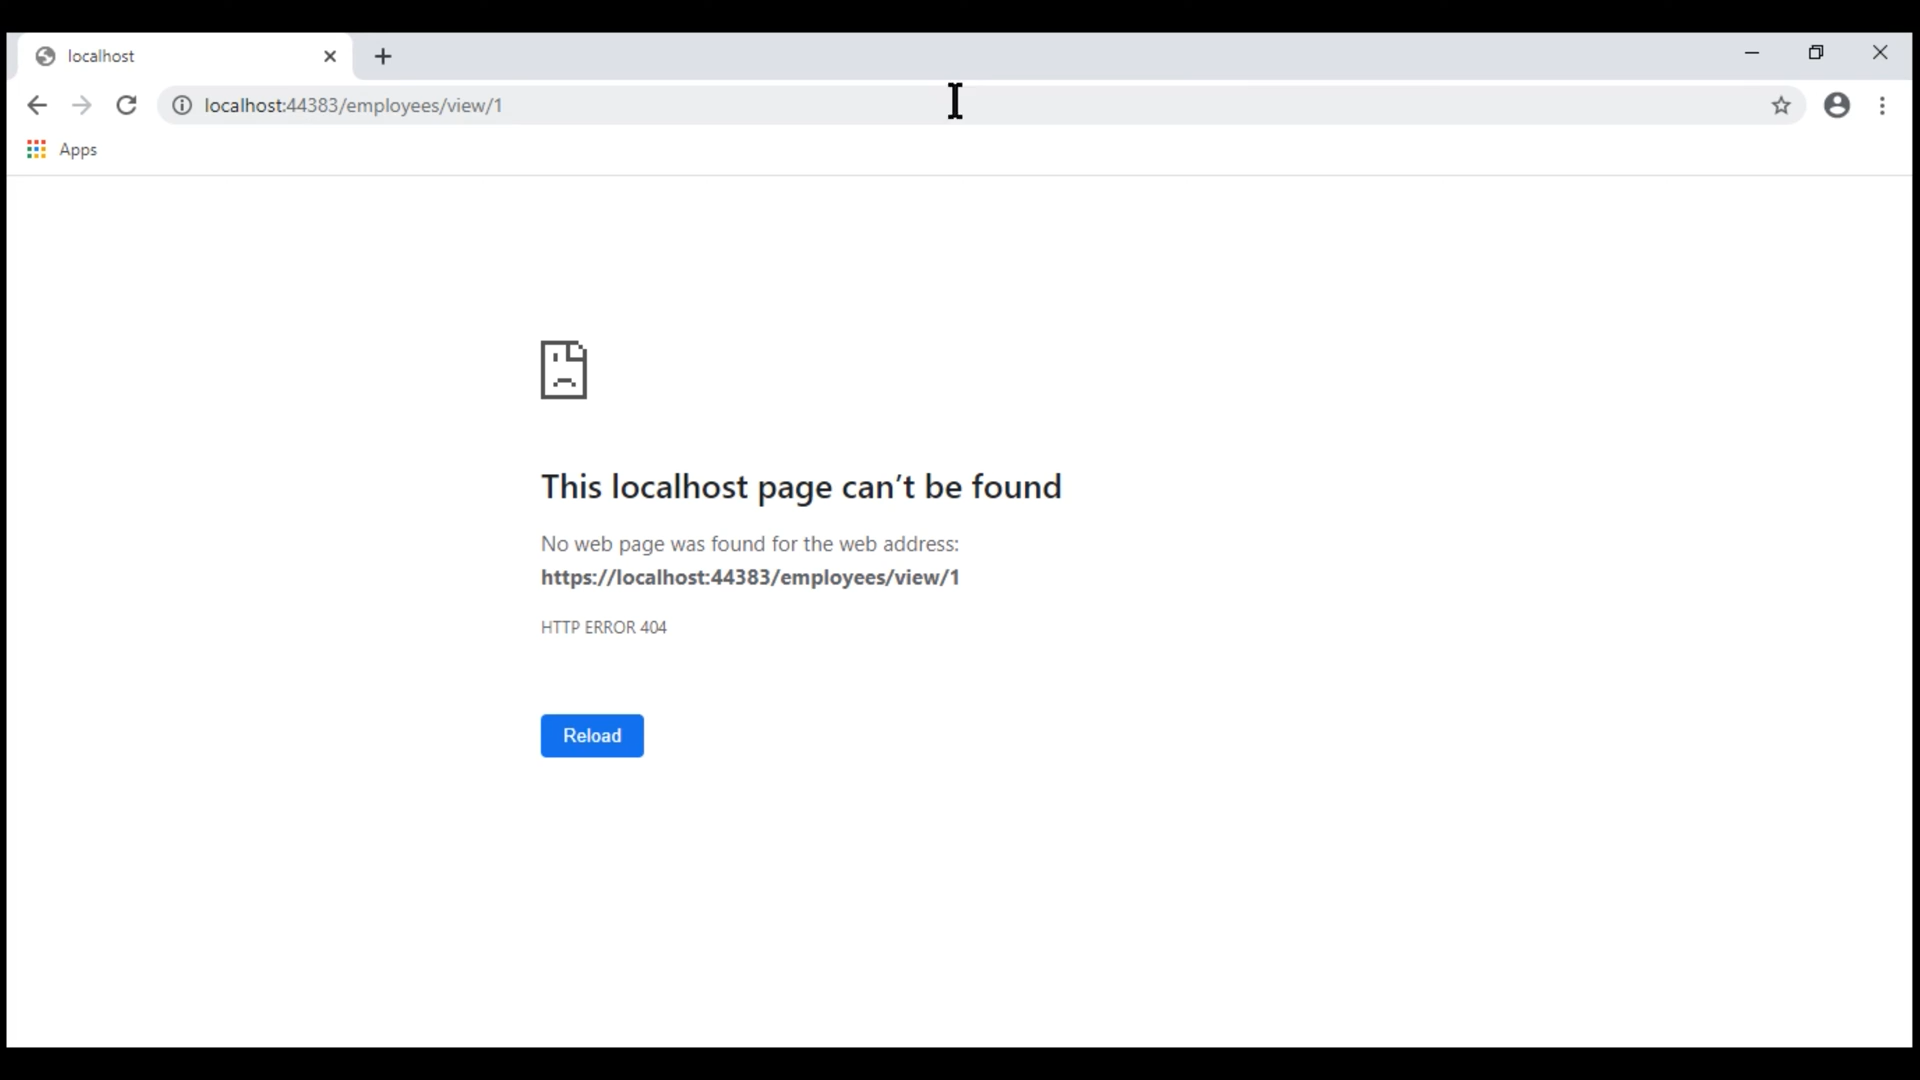 localhost
localhost:44383/employees/view/1
Apps
This localhost page can’t be found
No web page was found for the web address:
https://localhost:44383/employees/view/1
HTTP ERROR 404
Reload